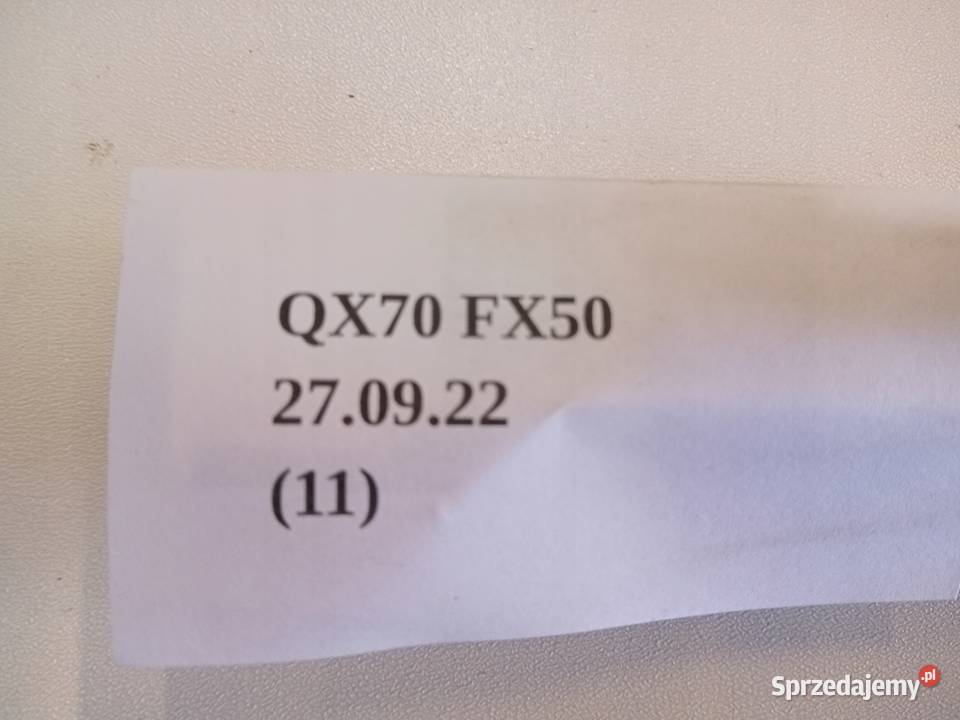 QX70 FX50
27.09.22
(11)
Sprzedajemy.pl